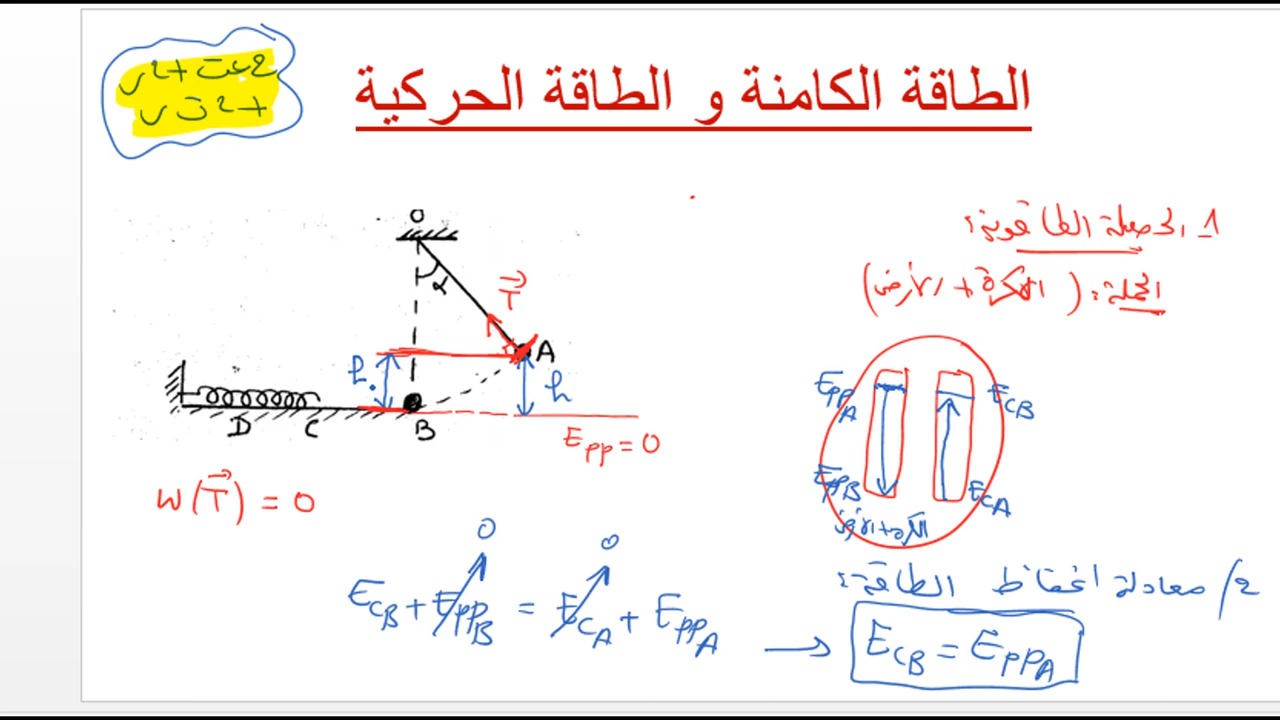 الطاقة الكامنة و الطاقة الحركية
1 الحصيلة الطاقوية:
الجملة: (الكرة + الأرض)
O
α
T
A
h
h
B
C
D
Epp = 0
W(T) = 0
EppA
ECB
EppB
ECA
الكرة+الأرض
2/ معادلة انحفاظ الطاقة:
0
0
ECB + EppB = ECA + EppA → ECB = EppA